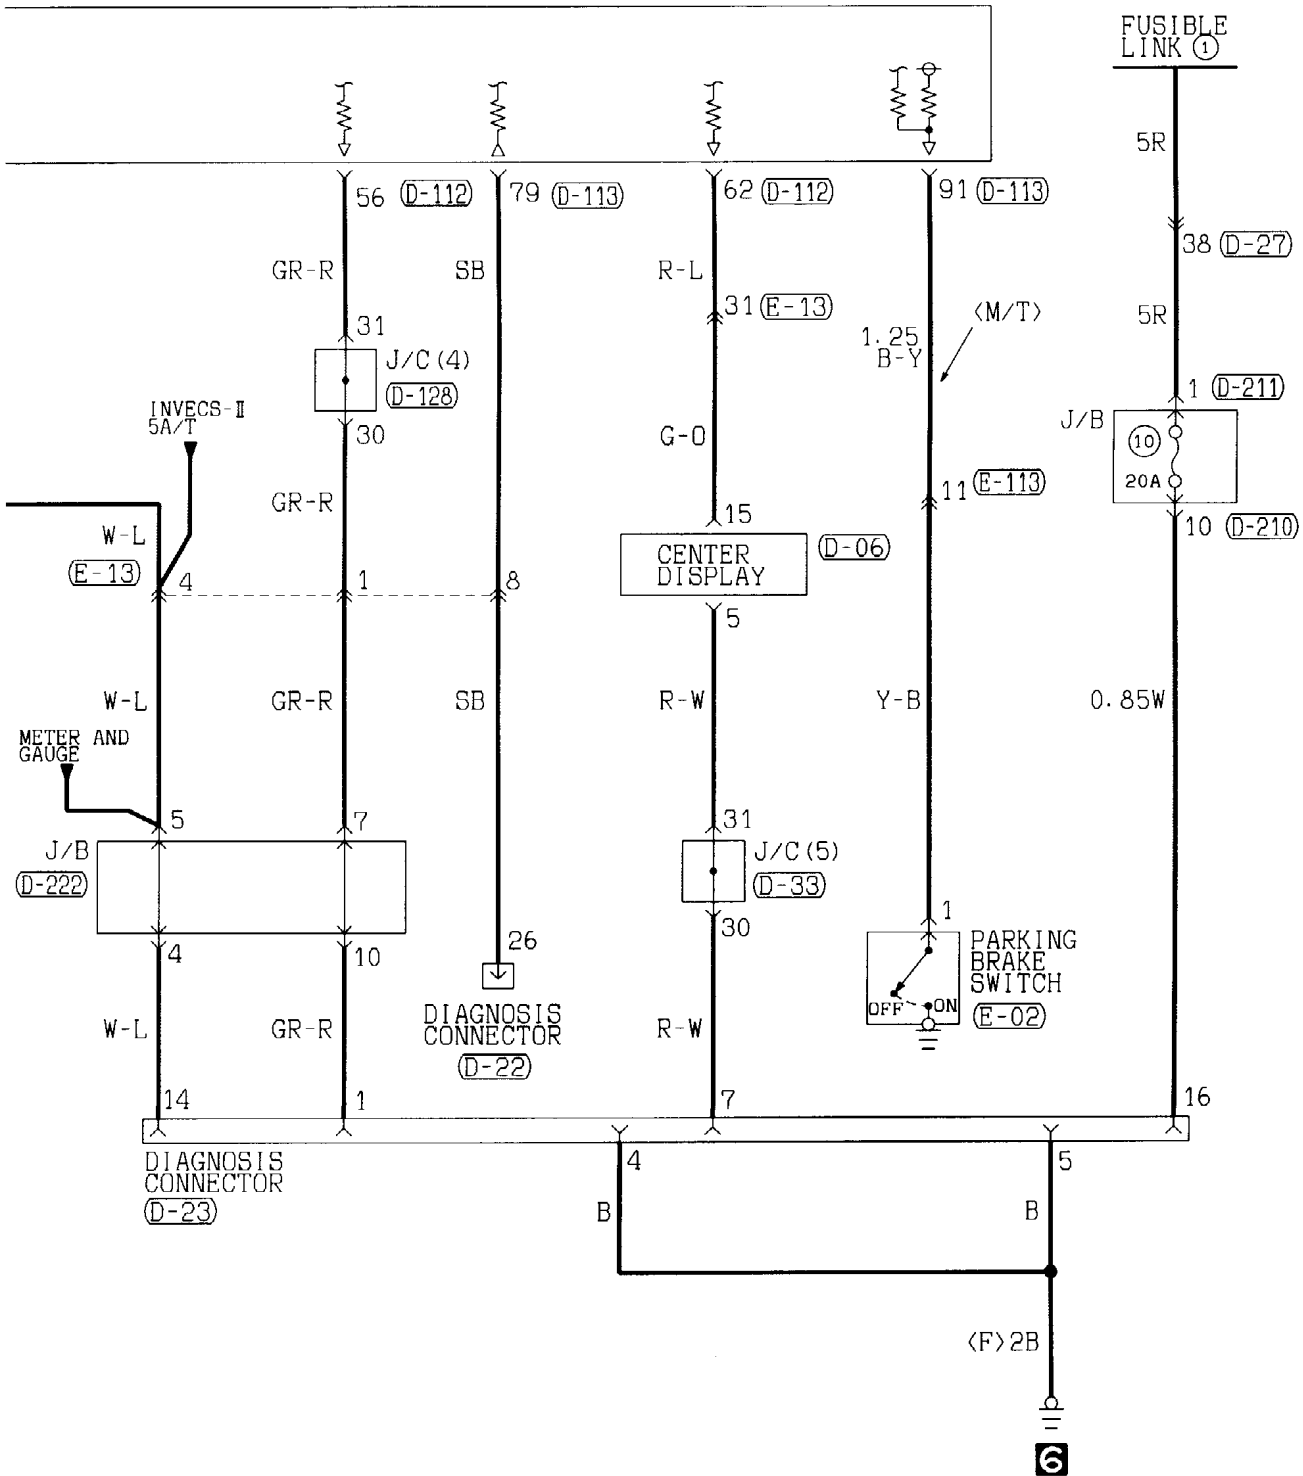 FUSIBLE
LINK ①
5R
56 D-112
79 D-113
62 D-112
91 D-113
38 D-27
GR-R
SB
R-L
31 E-13
〈M/T〉
5R
31
1.25
B-Y
J/C(4)
D-128
1 D-211
INVECS-Ⅱ
5A/T
30
G-O
J/B
⑩
20A
GR-R
11 E-113
15
10 D-210
W-L
E-13
4
1
8
CENTER
DISPLAY
D-06
5
W-L
GR-R
SB
R-W
Y-B
0.85W
METER AND
GAUGE
5
7
31
J/B
D-222
J/C(5)
D-33
1
30
26
PARKING
BRAKE
SWITCH
4
10
OFF
ON
E-02
DIAGNOSIS
CONNECTOR
D-22
W-L
GR-R
R-W
14
1
7
16
DIAGNOSIS
CONNECTOR
D-23
4
5
B
B
〈F〉2B
6